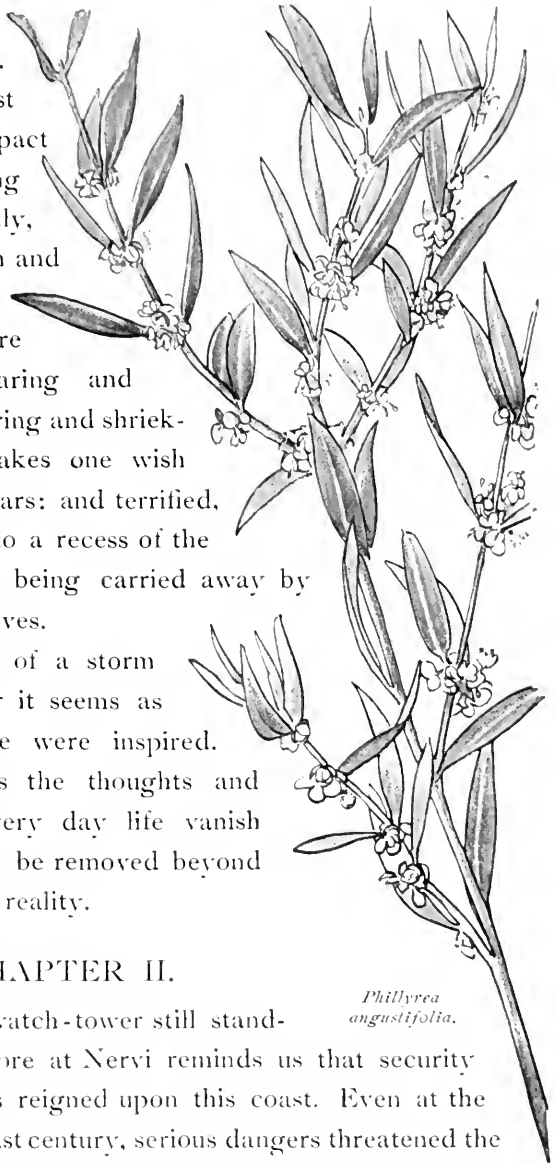 st
pact
ng
ly,
n and
re
aring and
ring and shriek-
akes one wish
ars: and terrified,
to a recess of the
being carried away by
ves.
of a storm
r it seems as
e were inspired.
s the thoughts and
very day life vanish
be removed beyond
reality.
HAPTER II.
Phillyrea
angustifolia.
watch-tower still stand-
ore at Nervi reminds us that security
s reigned upon this coast. Even at the
ast century, serious dangers threatened the